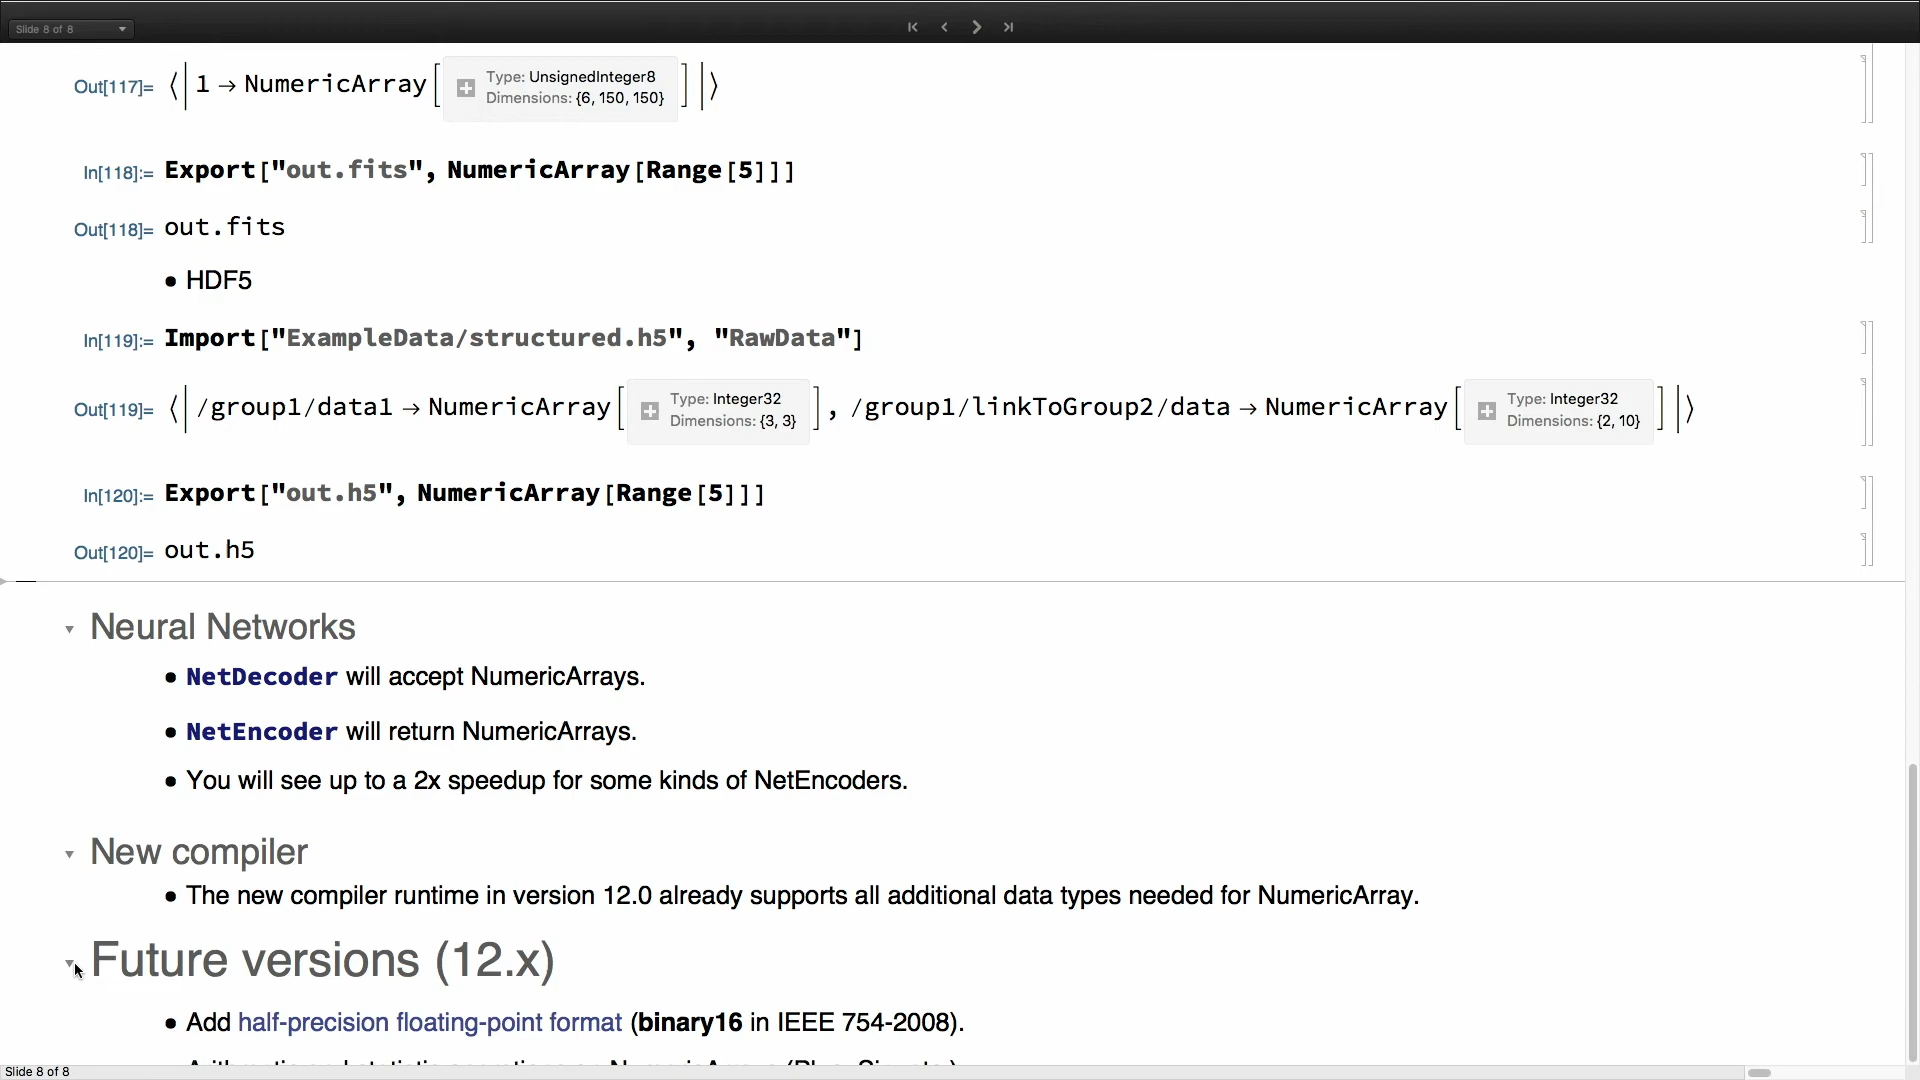 Slide 8 of 8
Out[117]= <|1 → NumericArray[ Type: UnsignedInteger8
Dimensions: {6, 150, 150} ]|>
In[118]:= Export["out.fits", NumericArray[Range[5]]]
Out[118]= out.fits
• HDF5
In[119]:= Import["ExampleData/structured.h5", "RawData"]
Out[119]= <|/group1/data1 → NumericArray[ Type: Integer32 Dimensions: {3, 3} ], /group1/linkToGroup2/data → NumericArray[ Type: Integer32 Dimensions: {2, 10} ]|>
In[120]:= Export["out.h5", NumericArray[Range[5]]]
Out[120]= out.h5
Neural Networks
• NetDecoder will accept NumericArrays.
• NetEncoder will return NumericArrays.
• You will see up to a 2x speedup for some kinds of NetEncoders.
New compiler
• The new compiler runtime in version 12.0 already supports all additional data types needed for NumericArray.
Future versions (12.x)
• Add half-precision floating-point format (binary16 in IEEE 754-2008).
Slide 8 of 8